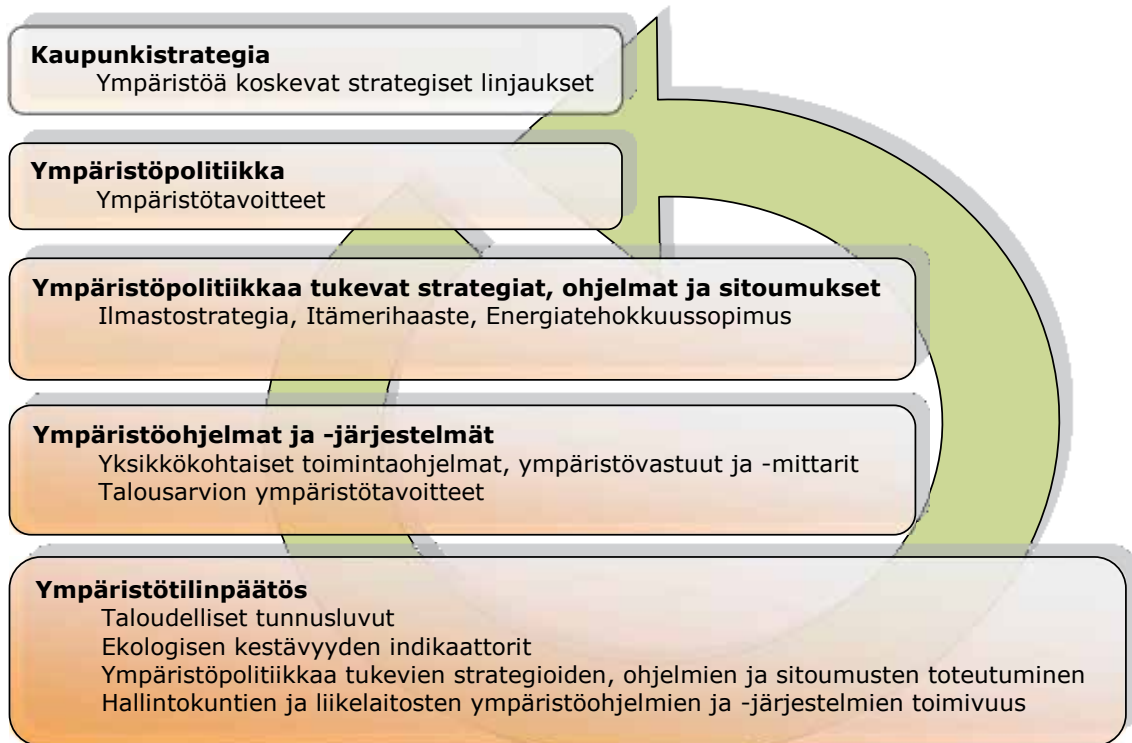 Kaupunkistrategia
Ympäristöä koskevat strategiset linjaukset
Ympäristöpolitiikka
Ympäristötavoitteet
Ympäristöpolitiikkaa tukevat strategiat, ohjelmat ja sitoumukset
Ilmastostrategia, Itämerihaaste, Energiatehokkuussopimus
Ympäristöohjelmat ja -järjestelmät
Yksikkökohtaiset toimintaohjelmat, ympäristövastuut ja -mittarit
Talousarvion ympäristötavoitteet
Ympäristötilinpäätös
Taloudelliset tunnusluvut
Ekologisen kestävyyden indikaattorit
Ympäristöpolitiikkaa tukevien strategioiden, ohjelmien ja sitoumusten toteutuminen
Hallintokuntien ja liikelaitosten ympäristöohjelmien ja -järjestelmien toimivuus